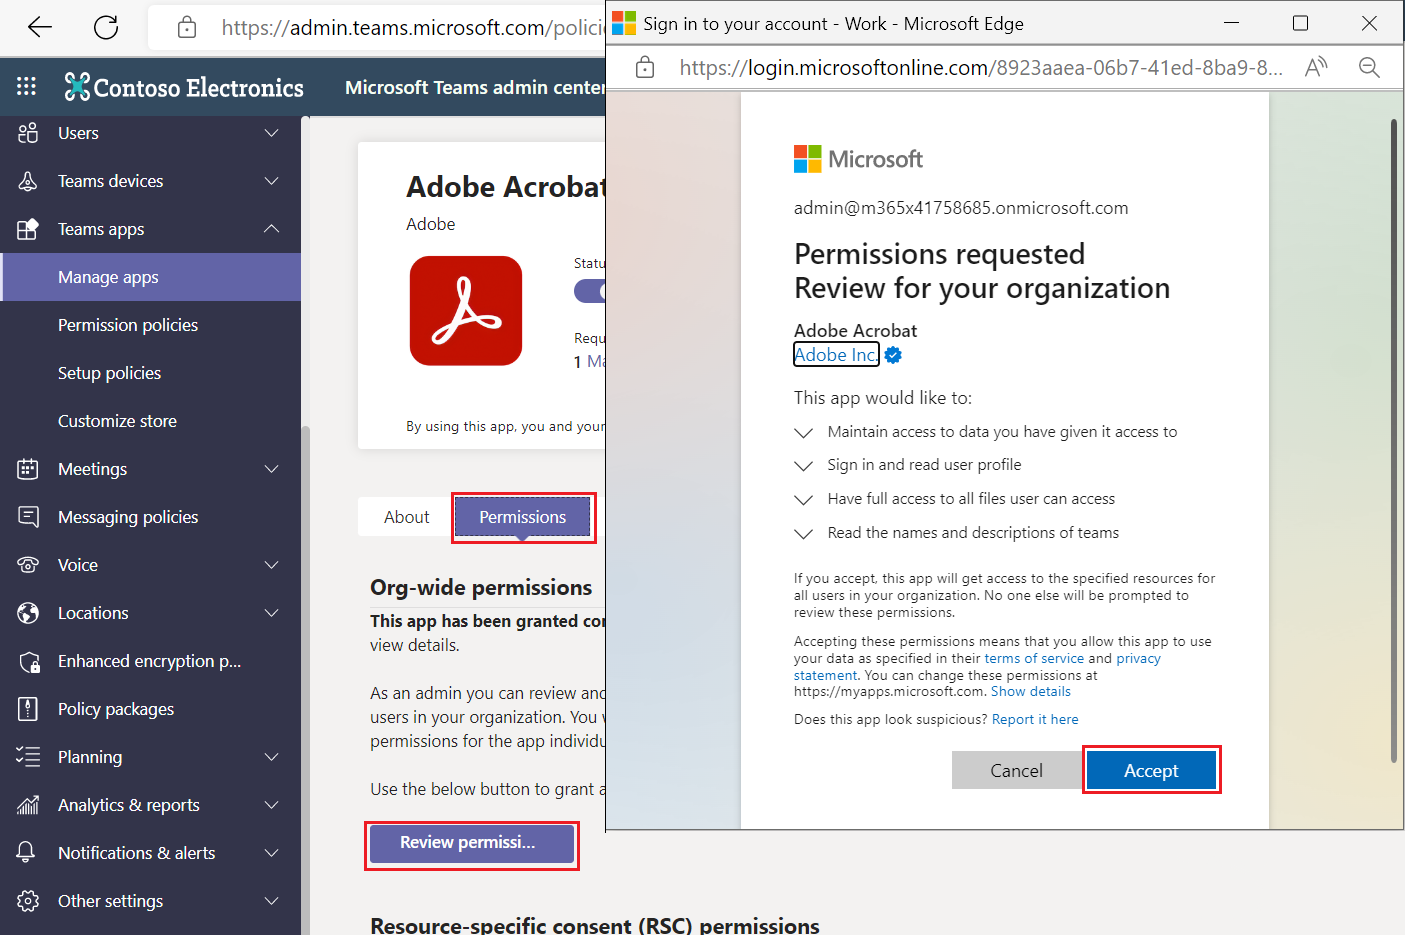 https://admin.teams.microsoft.com/polici
Contoso Electronics
Microsoft Teams admin center
Users
Teams devices
Teams apps
Manage apps
Permission policies
Setup policies
Customize store
Meetings
Messaging policies
Voice
Locations
Enhanced encryption p...
Policy packages
Planning
Analytics & reports
Notifications & alerts
Other settings
Adobe Acrobat
Adobe
Statu
Requ
1 Ma
By using this app, you and your
About
Permissions
Org-wide permissions
This app has been granted con
view details.
As an admin you can review and
users in your organization. You w
permissions for the app individu
Use the below button to grant a
Review permissi...
Resource-specific consent (RSC) permissions
Sign in to your account - Work - Microsoft Edge
https://login.microsoftonline.com/8923aaea-06b7-41ed-8ba9-8...
Microsoft
admin@m365x41758685.onmicrosoft.com
Permissions requested
Review for your organization
Adobe Acrobat
Adobe Inc.
This app would like to:
Maintain access to data you have given it access to
Sign in and read user profile
Have full access to all files user can access
Read the names and descriptions of teams
If you accept, this app will get access to the specified resources for
all users in your organization. No one else will be prompted to
review these permissions.
Accepting these permissions means that you allow this app to use
your data as specified in their terms of service and privacy
statement. You can change these permissions at
https://myapps.microsoft.com. Show details
Does this app look suspicious? Report it here
Cancel
Accept